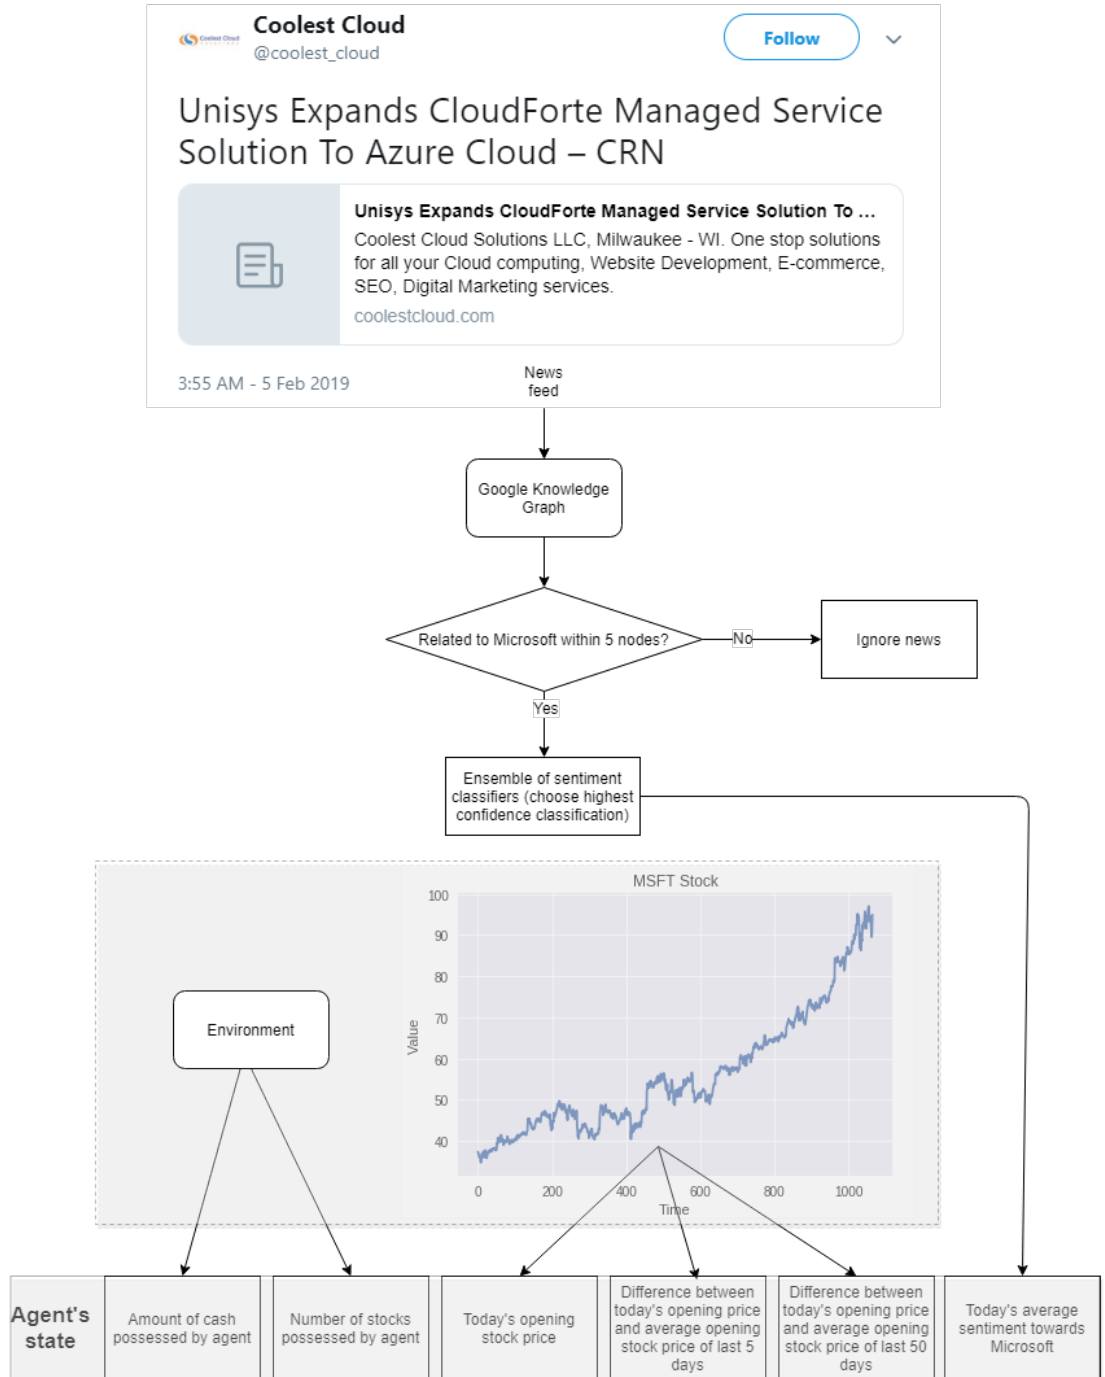 Coolest Cloud
@coolest_cloud
Follow
Coolest Cloud
SOLUTIONS
Unisys Expands CloudForte Managed Service
Solution To Azure Cloud – CRN
Unisys Expands CloudForte Managed Service Solution To ...
Coolest Cloud Solutions LLC, Milwaukee - WI. One stop solutions
for all your Cloud computing, Website Development, E-commerce,
SEO, Digital Marketing services.
coolestcloud.com
3:55 AM - 5 Feb 2019
News
feed
Google Knowledge
Graph
Related to Microsoft within 5 nodes?
No
Ignore news
Yes
Ensemble of sentiment
classifiers (choose highest
confidence classification)
Environment
MSFT Stock
Value
100
90
80
70
60
50
40
0
200
400
600
800
1000
Time
Agent's
state
Amount of cash
possessed by agent
Number of stocks
possessed by agent
Today's opening
stock price
Difference between
today's opening price
and average opening
stock price of last 5
days
Difference between
today's opening price
and average opening
stock price of last 50
days
Today's average
sentiment towards
Microsoft